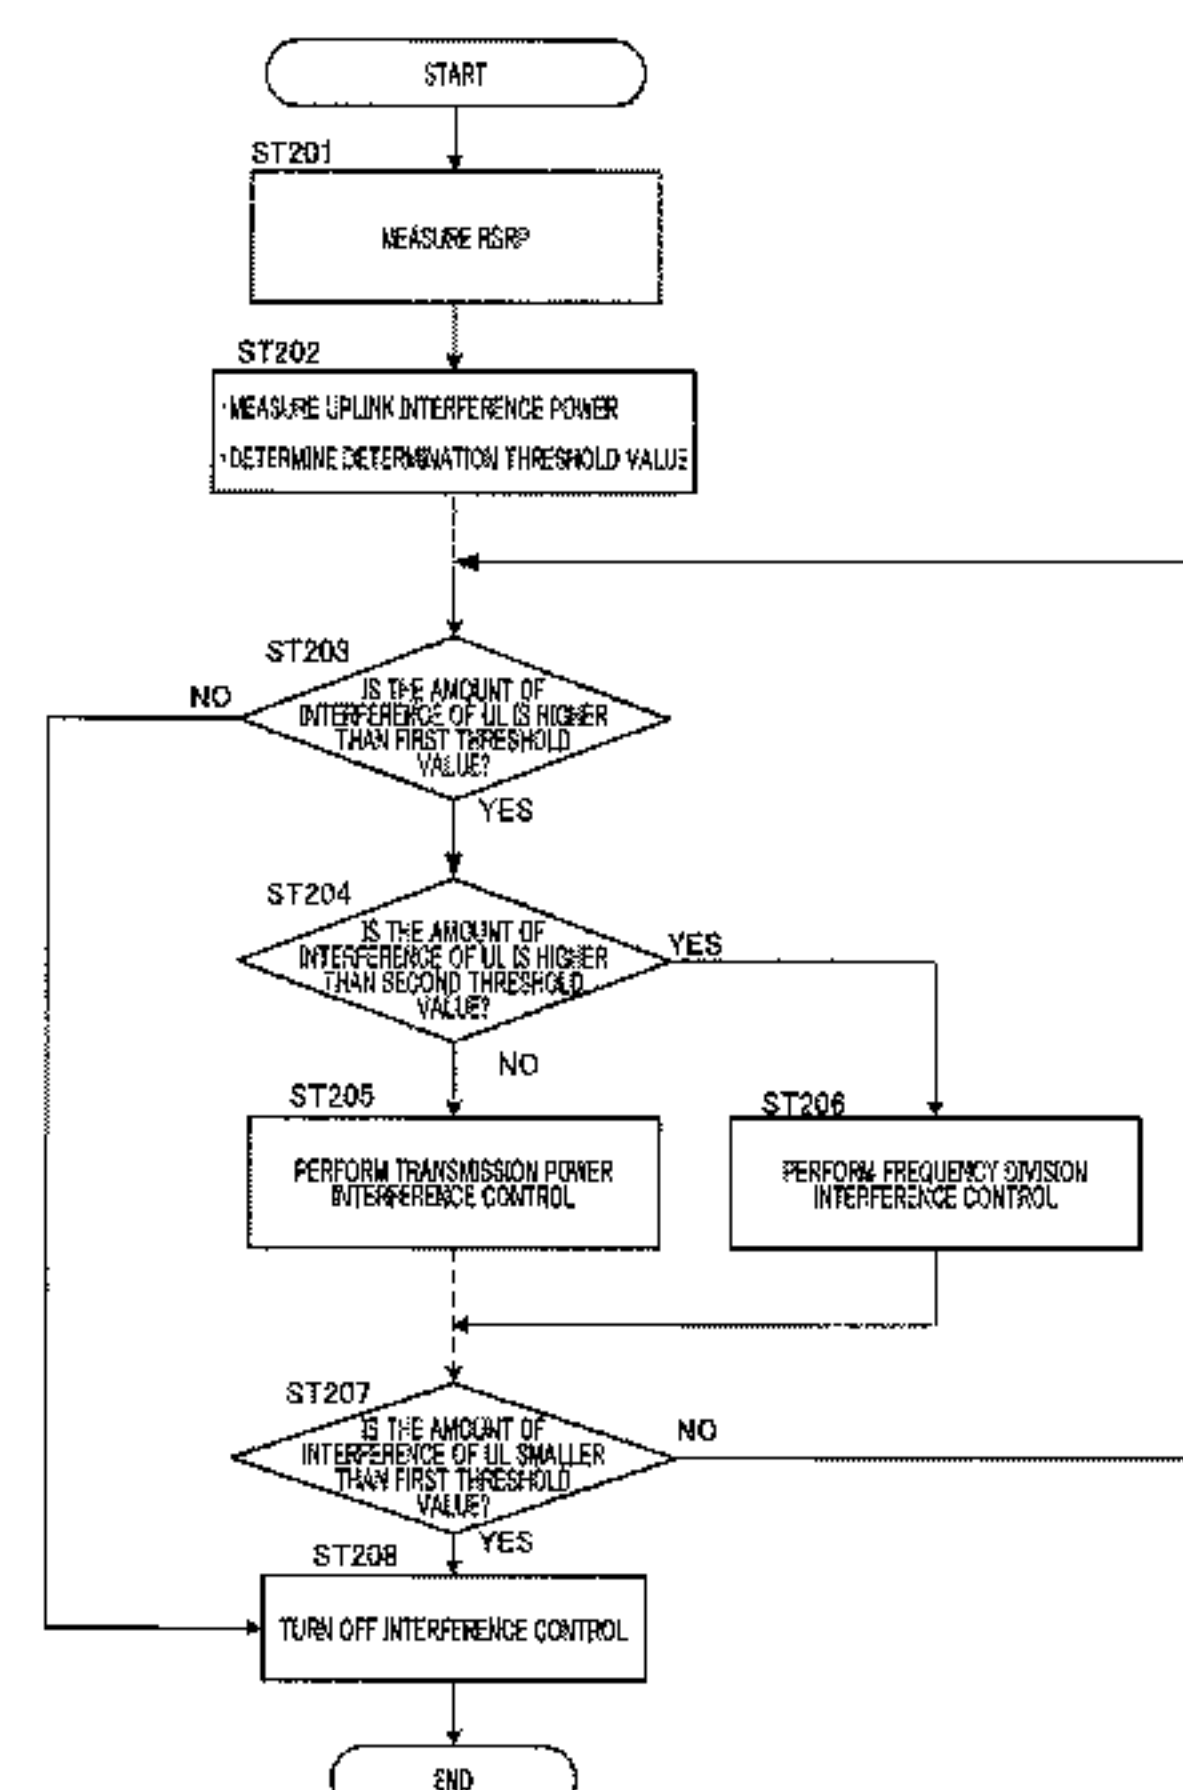 START
ST201
MEASURE RSRP
ST202
・MEASURE UPLINK INTERFERENCE POWER
・DETERMINE DETERMINATION THRESHOLD VALUE
ST203
NO
IS THE AMOUNT OF
INTERFERENCE OF UL IS HIGHER
THAN FIRST THRESHOLD
VALUE?
YES
ST204
IS THE AMOUNT OF
INTERFERENCE OF UL IS HIGHER
THAN SECOND THRESHOLD
VALUE?
YES
NO
ST205
PERFORM TRANSMISSION POWER
INTERFERENCE CONTROL
ST206
PERFORM FREQUENCY DIVISION
INTERFERENCE CONTROL
ST207
IS THE AMOUNT OF
INTERFERENCE OF UL SMALLER
THAN FIRST THRESHOLD
VALUE?
NO
YES
ST208
TURN OFF INTERFERENCE CONTROL
END